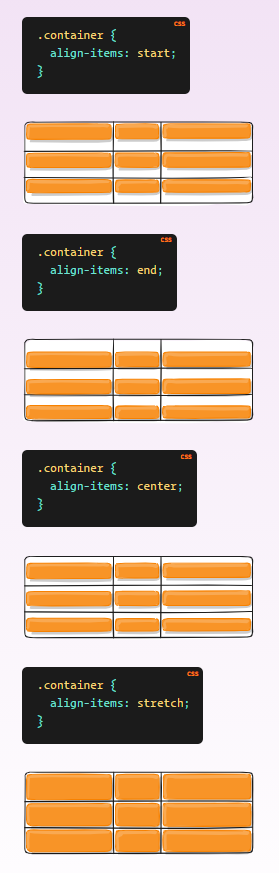 CSS
.container {
align-items: start;
}
CSS
.container {
align-items: end;
}
CSS
.container {
align-items: center;
}
CSS
.container {
align-items: stretch;
}